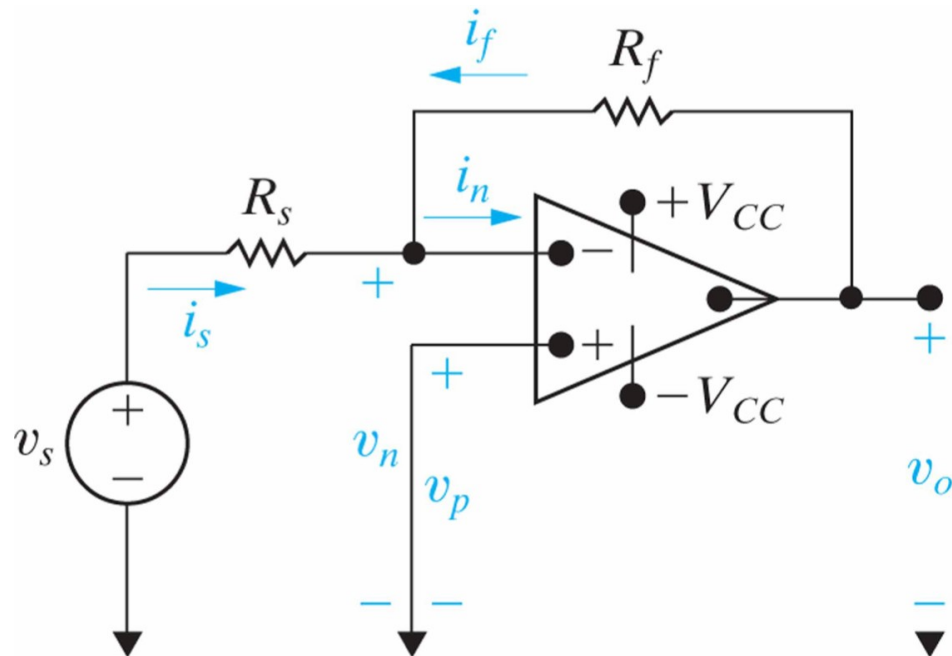 i_f
R_f
R_s
i_n
+V_CC
−
+
i_s
+
+
−V_CC
+
+
v_s
−
v_n
v_p
v_o
−
−
−